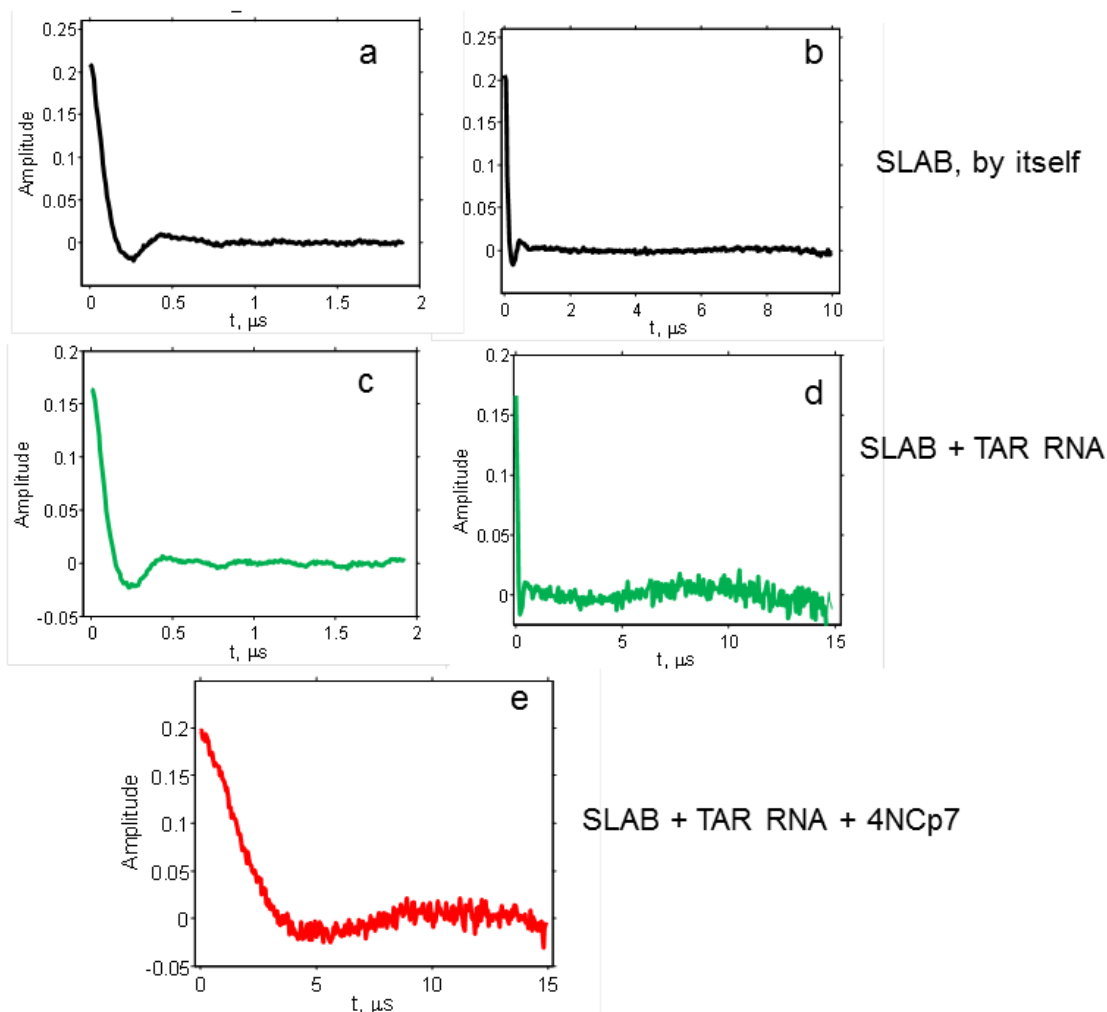 a
0.25
0.2
0.15
0.1
0.05
0
Amplitude
0 0.5 1 1.5 2
t, μs
b
0.25
0.2
0.15
0.1
0.05
0
Amplitude
0 2 4 6 8 10
t, μs
SLAB, by itself
c
0.2
0.15
0.1
0.05
0
-0.05
Amplitude
0 0.5 1 1.5 2
t, μs
d
0.2
0.15
0.1
0.05
0
Amplitude
0 5 10 15
t, μs
SLAB + TAR RNA
e
0.2
0.15
0.1
0.05
0
-0.05
Amplitude
0 5 10 15
t, μs
SLAB + TAR RNA + 4NCp7